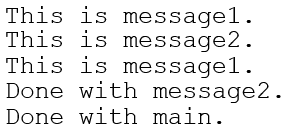 This is message1.
This is message2.
This is message1.
Done with message2.
Done with main.